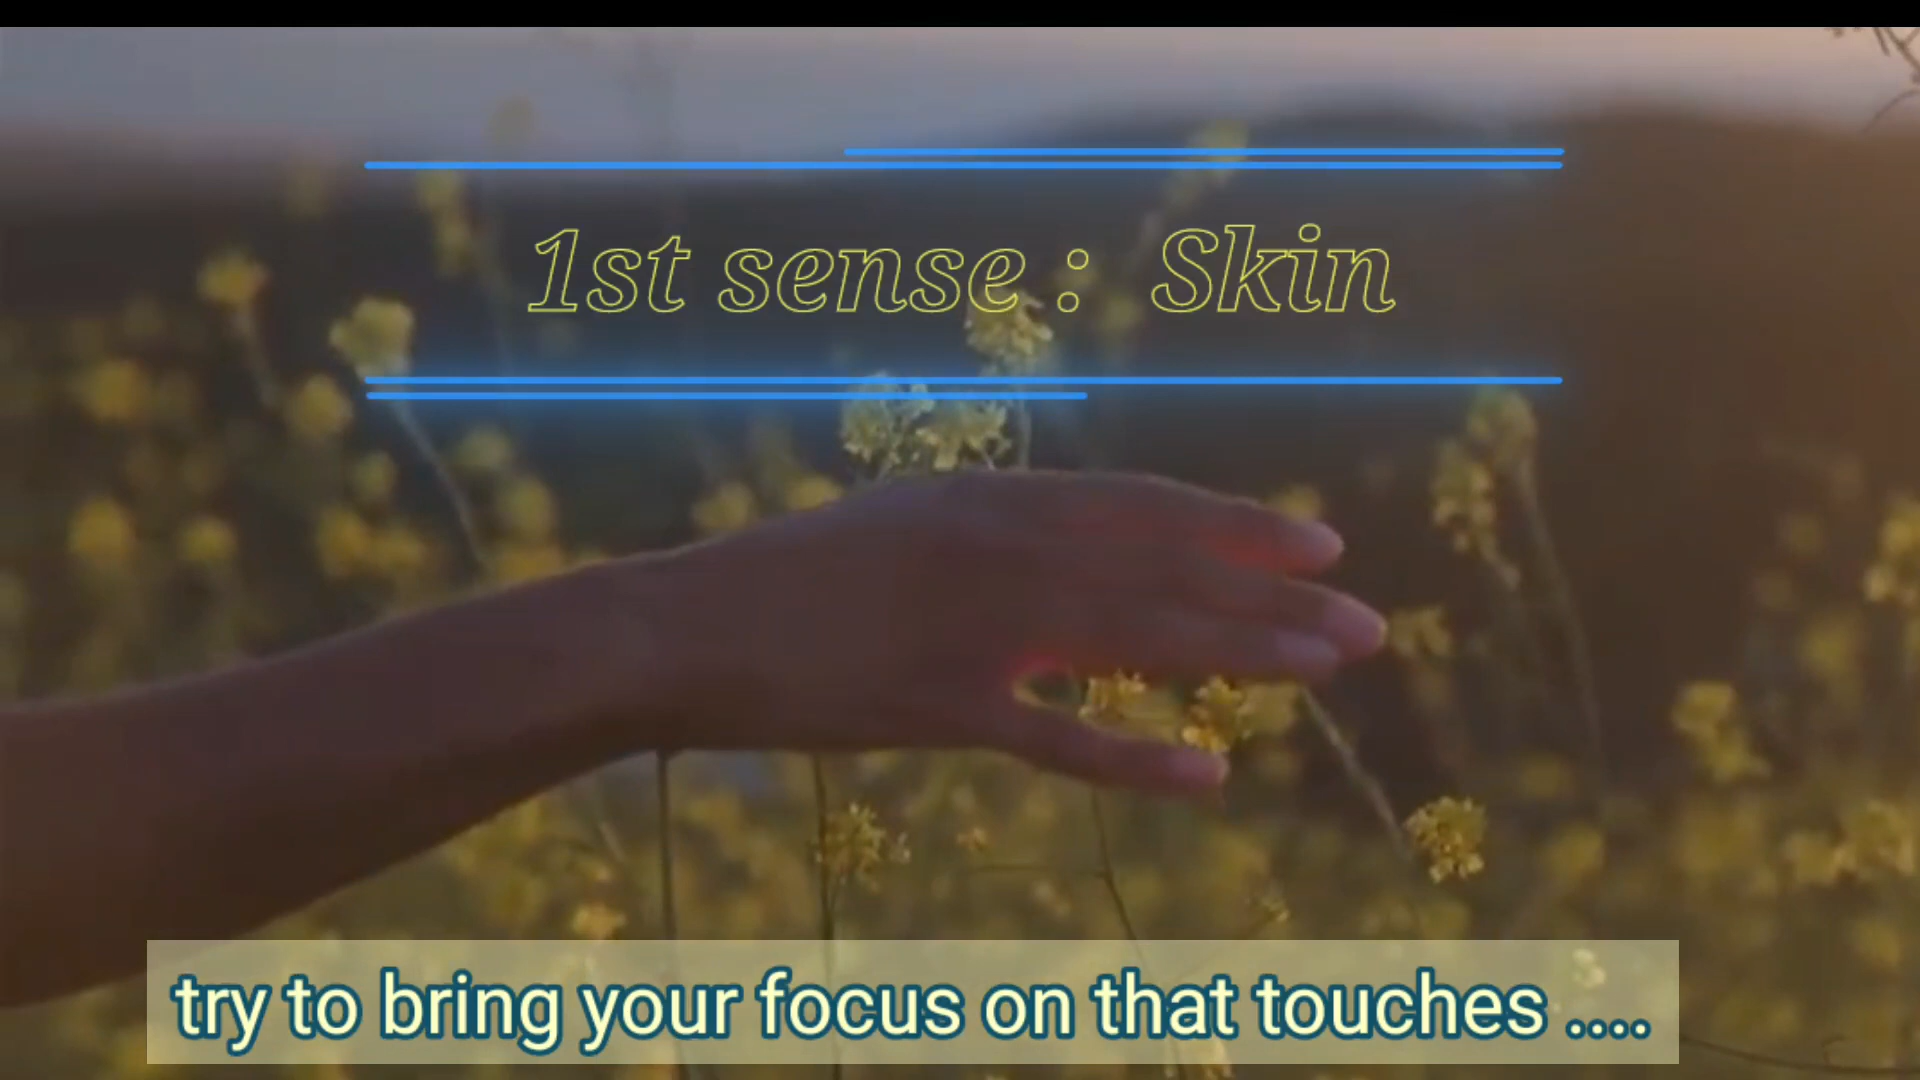 1st sense : Skin
try to bring your focus on that touches ....